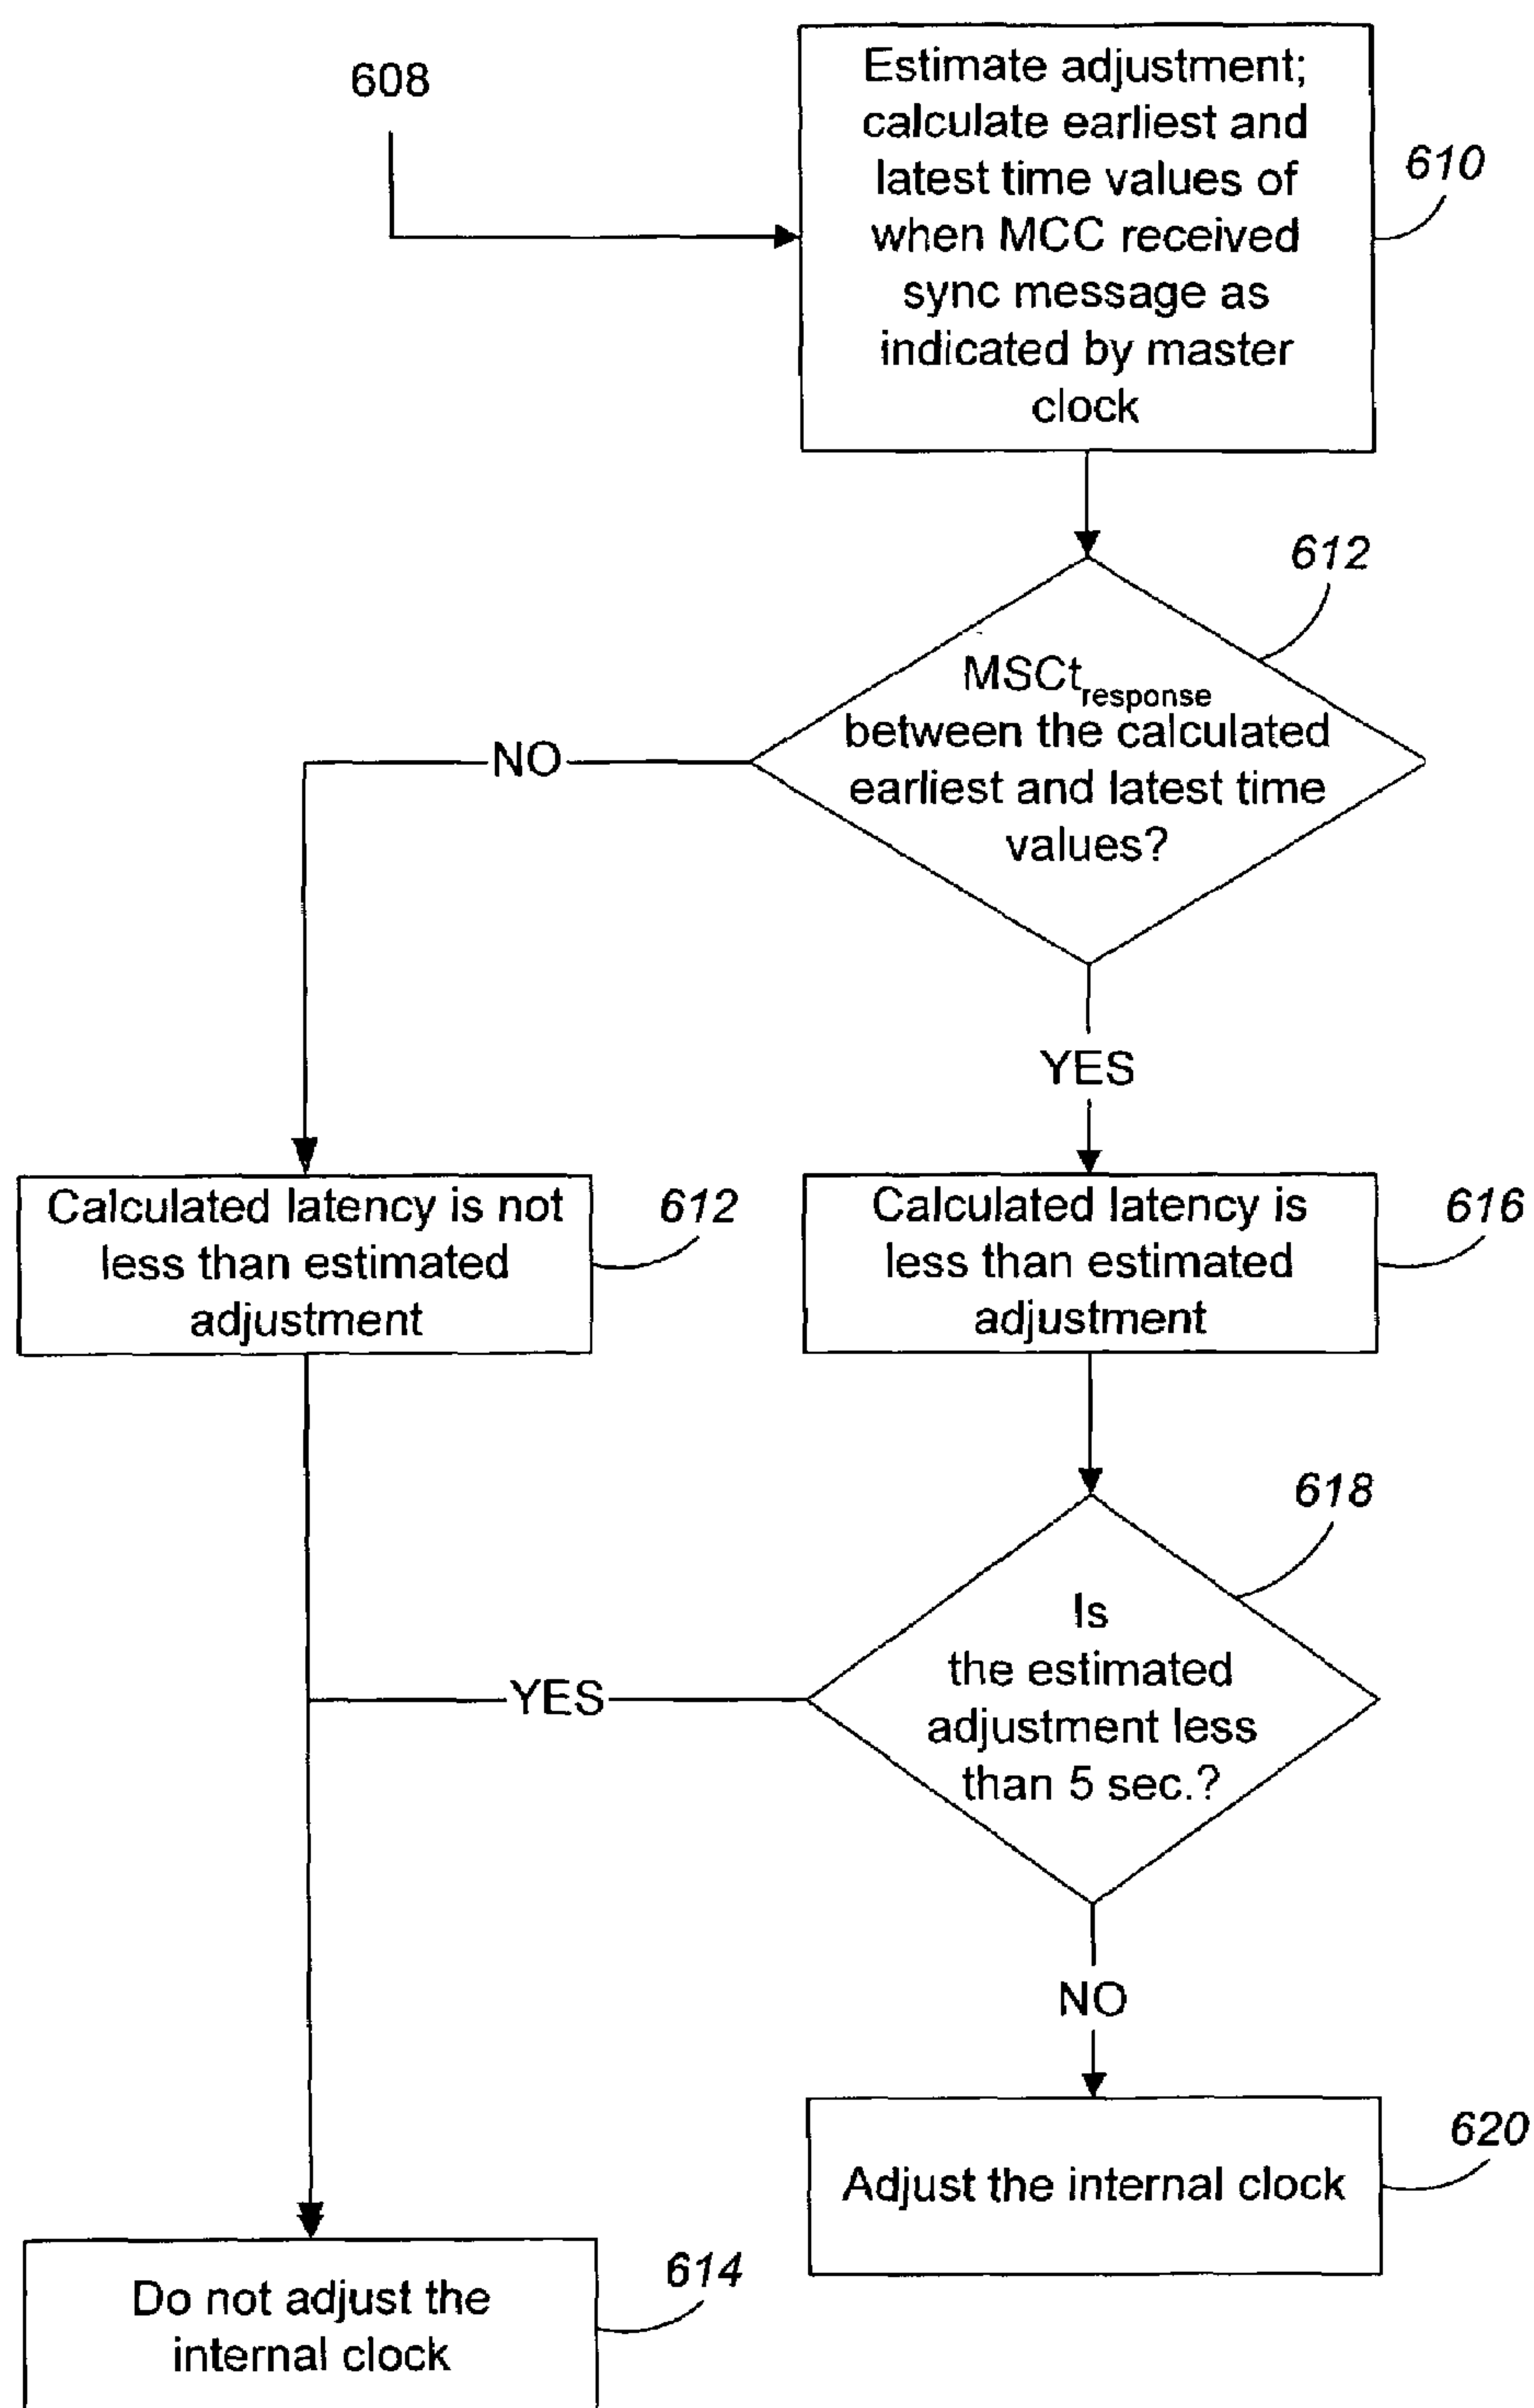 608
Estimate adjustment;
calculate earliest and
latest time values of
when MCC received
sync message as
indicated by master
clock
610
612
MSCt_response
between the calculated
earliest and latest time
values?
NO
YES
Calculated latency is not
less than estimated
adjustment
612
Calculated latency is
less than estimated
adjustment
616
618
Is
the estimated
adjustment less
than 5 sec.?
YES
NO
Adjust the internal clock
620
Do not adjust the
internal clock
614